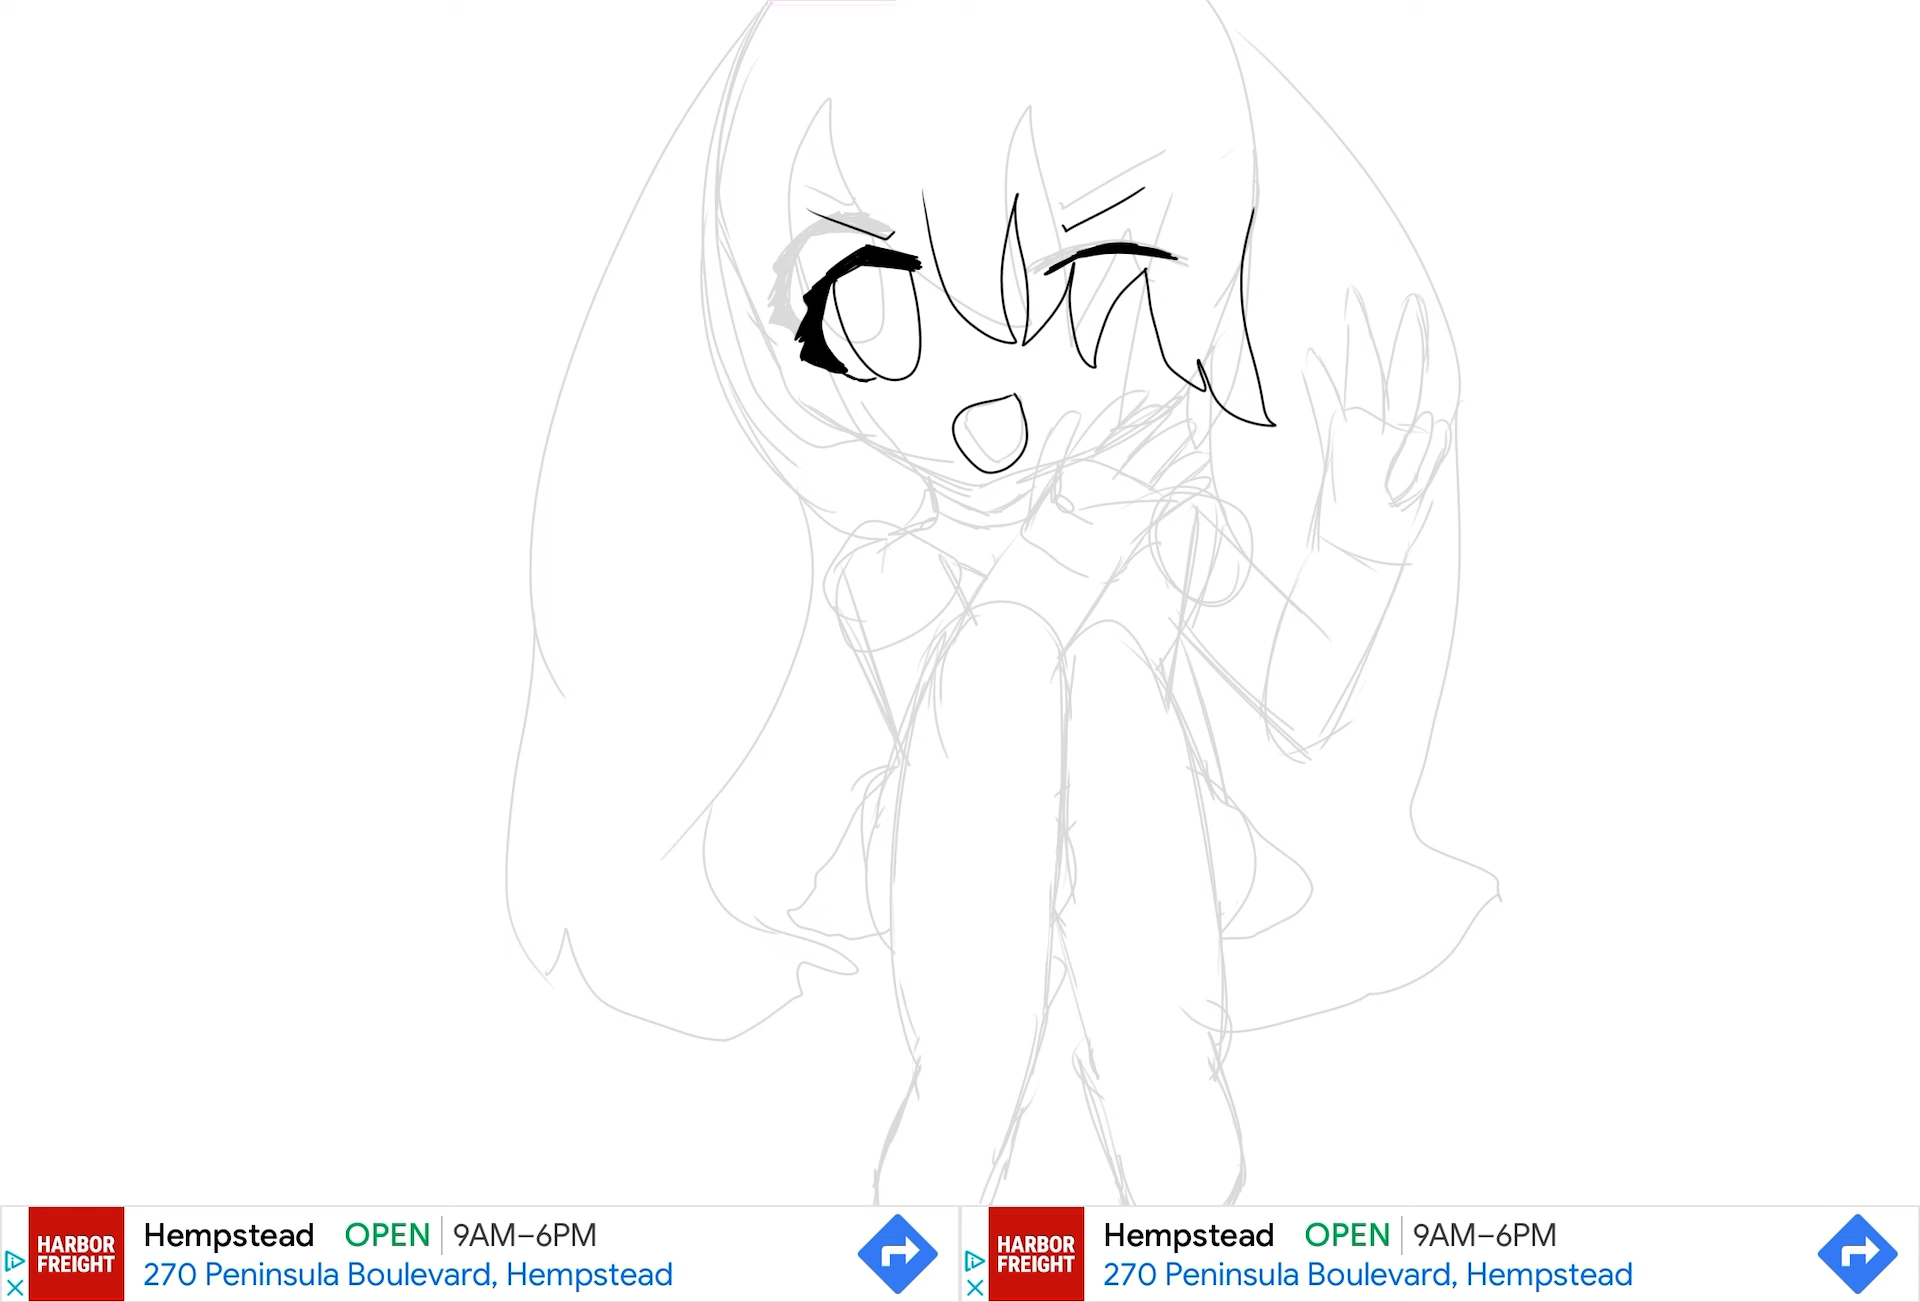 HARBOR
FREIGHT
Hempstead OPEN 9AM–6PM
270 Peninsula Boulevard, Hempstead
HARBOR
FREIGHT
Hempstead OPEN 9AM–6PM
270 Peninsula Boulevard, Hempstead